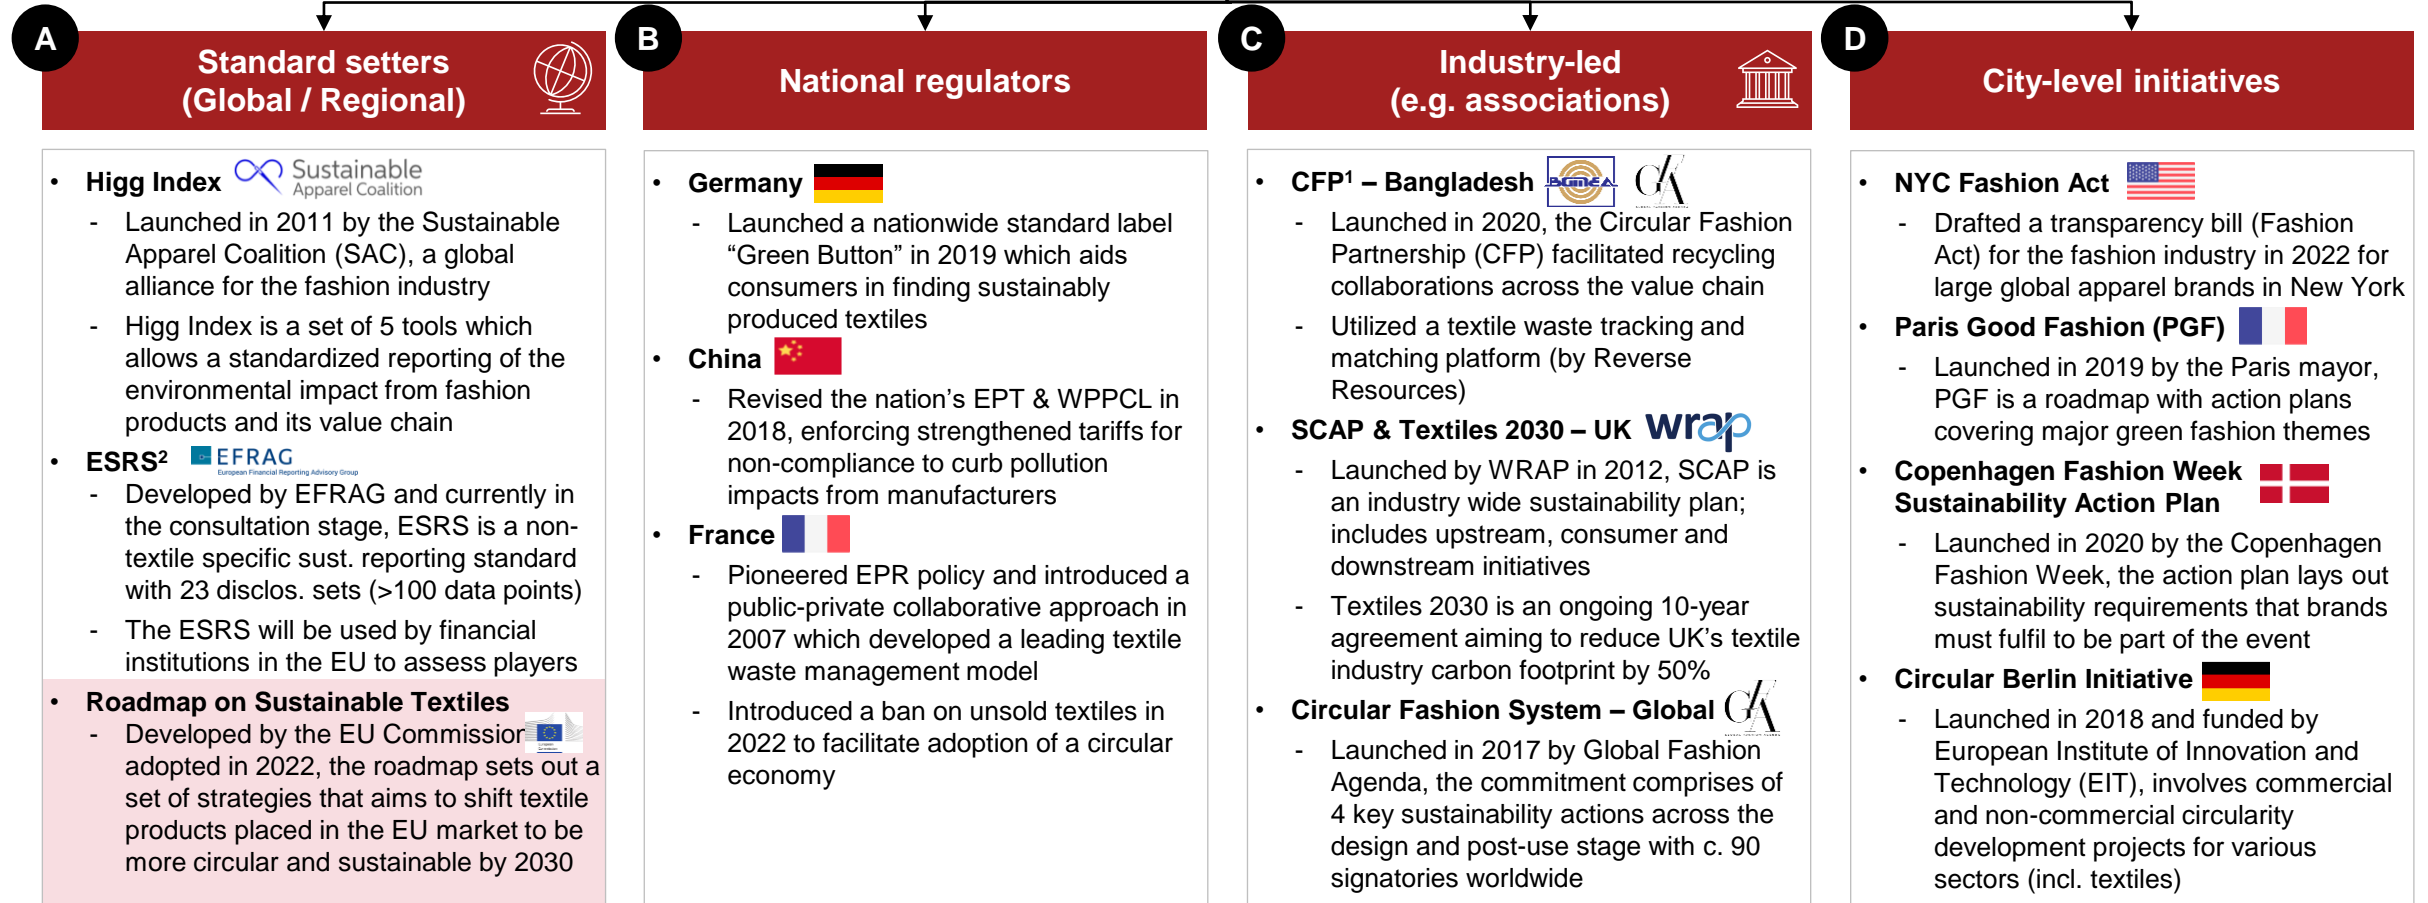 A
Standard setters
(Global / Regional)
B
National regulators
C
Industry-led
(e.g. associations)
D
City-level initiatives
• Higg Index
Sustainable
Apparel Coalition
- Launched in 2011 by the Sustainable
Apparel Coalition (SAC), a global
alliance for the fashion industry
- Higg Index is a set of 5 tools which
allows a standardized reporting of the
environmental impact from fashion
products and its value chain
• ESRS²
EFRAG
European Financial Reporting Advisory Group
- Developed by EFRAG and currently in
the consultation stage, ESRS is a non-
textile specific sust. reporting standard
with 23 disclos. sets (>100 data points)
- The ESRS will be used by financial
institutions in the EU to assess players
• Roadmap on Sustainable Textiles
- Developed by the EU Commission
adopted in 2022, the roadmap sets out a
set of strategies that aims to shift textile
products placed in the EU market to be
more circular and sustainable by 2030
• Germany
- Launched a nationwide standard label
“Green Button” in 2019 which aids
consumers in finding sustainably
produced textiles
• China
- Revised the nation’s EPT & WPPCL in
2018, enforcing strengthened tariffs for
non-compliance to curb pollution
impacts from manufacturers
• France
- Pioneered EPR policy and introduced a
public-private collaborative approach in
2007 which developed a leading textile
waste management model
- Introduced a ban on unsold textiles in
2022 to facilitate adoption of a circular
economy
• CFP¹ – Bangladesh
BGMEA
- Launched in 2020, the Circular Fashion
Partnership (CFP) facilitated recycling
collaborations across the value chain
- Utilized a textile waste tracking and
matching platform (by Reverse
Resources)
• SCAP & Textiles 2030 – UK
wrap
- Launched by WRAP in 2012, SCAP is
an industry wide sustainability plan;
includes upstream, consumer and
downstream initiatives
- Textiles 2030 is an ongoing 10-year
agreement aiming to reduce UK’s textile
industry carbon footprint by 50%
• Circular Fashion System – Global
- Launched in 2017 by Global Fashion
Agenda, the commitment comprises of
4 key sustainability actions across the
design and post-use stage with c. 90
signatories worldwide
• NYC Fashion Act
- Drafted a transparency bill (Fashion
Act) for the fashion industry in 2022 for
large global apparel brands in New York
• Paris Good Fashion (PGF)
- Launched in 2019 by the Paris mayor,
PGF is a roadmap with action plans
covering major green fashion themes
• Copenhagen Fashion Week
Sustainability Action Plan
- Launched in 2020 by the Copenhagen
Fashion Week, the action plan lays out
sustainability requirements that brands
must fulfil to be part of the event
• Circular Berlin Initiative
- Launched in 2018 and funded by
European Institute of Innovation and
Technology (EIT), involves commercial
and non-commercial circularity
development projects for various
sectors (incl. textiles)